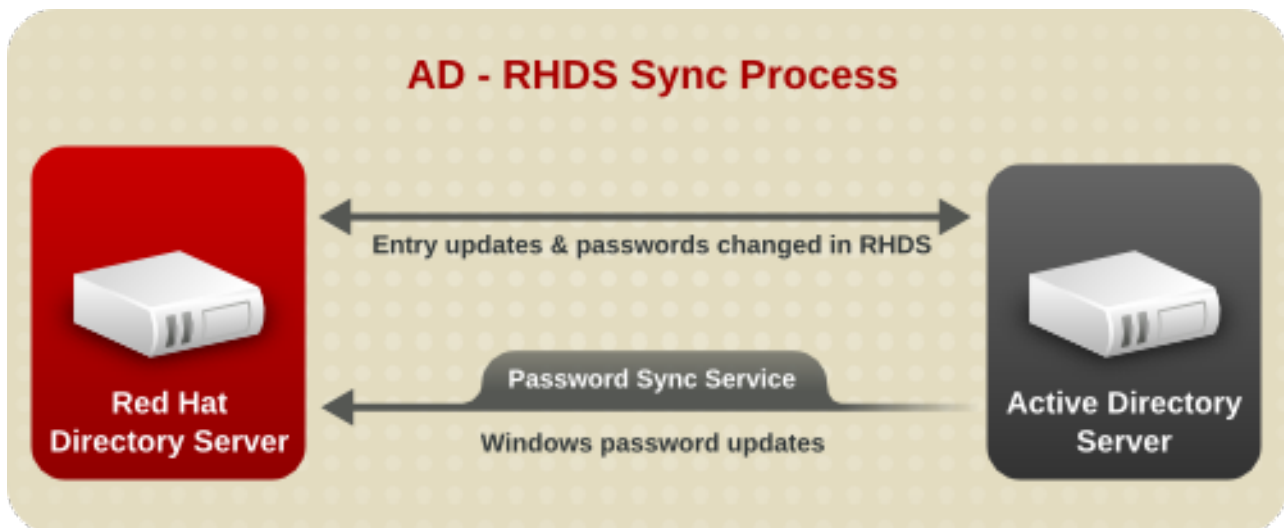 AD - RHDS Sync Process
Entry updates & passwords changed in RHDS
Password Sync Service
Windows password updates
Red Hat
Directory Server
Active Directory
Server